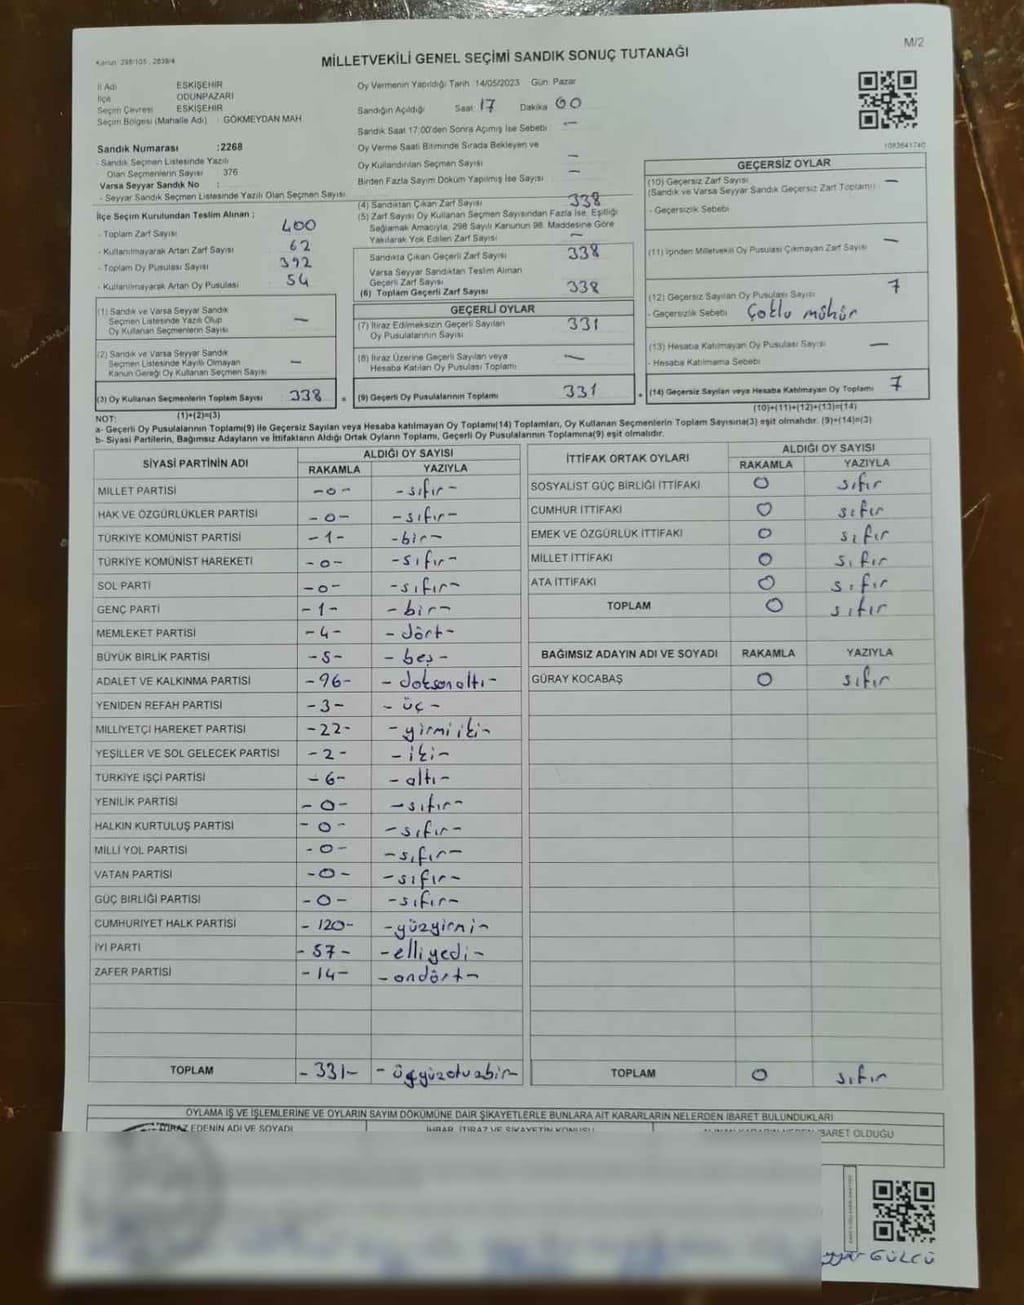 M/2
Kanun: 298/105 , 2839/4
MİLLETVEKİLİ GENEL SEÇİMİ SANDIK SONUÇ TUTANAĞI
İl Adı : ESKİŞEHİR
İlçe : ODUNPAZARI
Seçim Çevresi : ESKİŞEHİR
Seçim Bölgesi (Mahalle Adı) : GÖKMEYDAN MAH.
Sandık Numarası :2268
- Sandık Seçmen Listesinde Yazılı
Olan Seçmenlerin Sayısı : 376
Varsa Seyyar Sandık No :
- Seyyar Sandık Seçmen Listesinde Yazılı Olan Seçmen Sayısı
Oy Vermenin Yapıldığı Tarih 14/05/2023 Gün Pazar
Sandığın Açıldığı Saat 17 Dakika 00
Sandık Saat 17.00'den Sonra Açımış İse Sebebi —
Oy Verme Saati Bitiminde Sırada Bekleyen ve
Oy Kullandırılan Seçmen Sayısı —
Birden Fazla Sayım Döküm Yapılmış İse Sayısı —
1083641740
İlçe Seçim Kurulundan Teslim Alınan ;
- Toplam Zarf Sayısı 400
- Kullanılmayarak Artan Zarf Sayısı 62
- Toplam Oy Pusulası Sayısı 392
- Kullanılmayarak Artan Oy Pusulası 54
(4) Sandıktan Çıkan Zarf Sayısı 338
(5) Zarf Sayısı Oy Kullanan Seçmen Sayısından Fazla İse, Eşitliği
Sağlamak Amacıyla, 298 Sayılı Kanunun 98. Maddesine Göre
Yakılarak Yok Edilen Zarf Sayısı —
Sandıkta Çıkan Geçerli Zarf Sayısı 338
Varsa Seyyar Sandıktan Teslim Alınan
Geçerli Zarf Sayısı
(6) Toplam Geçerli Zarf Sayısı 338
GEÇERSİZ OYLAR
(10) Geçersiz Zarf Sayısı —
(Sandık ve Varsa Seyyar Sandık Geçersiz Zarf Toplamı)
- Geçersizlik Sebebi
(11) İçinden Milletvekili Oy Pusulası Çıkmayan Zarf Sayısı —
(12) Geçersiz Sayılan Oy Pusulası Sayısı 7
- Geçersizlik Sebebi Çoklu mühür
(13) Hesaba Katılmayan Oy Pusulası Sayısı —
- Hesaba Katılmama Sebebi
(14) Geçersiz Sayılan veya Hesaba Katılmayan Oy Toplamı 7
(10)+(11)+(12)+(13)=(14)
(1) Sandık ve Varsa Seyyar Sandık
Seçmen Listesinde Yazılı Olup
Oy Kullanan Seçmenlerin Sayısı —
(2) Sandık ve Varsa Seyyar Sandık
Seçmen Listesinde Kayıtlı Olmayan
Kanun Gereği Oy Kullanan Seçmen Sayısı —
(3) Oy Kullanan Seçmenlerin Toplam Sayısı 338
(1)+(2)=(3)
GEÇERLİ OYLAR
(7) İtiraz Edilmeksizin Geçerli Sayılan
Oy Pusulalarının Sayısı 331
(8) İtiraz Üzerine Geçerli Sayılan veya
Hesaba Katılan Oy Pusulası Toplamı —
(9) Geçerli Oy Pusulalarının Toplamı 331
NOT:
a- Geçerli Oy Pusulalarının Toplamı(9) ile Geçersiz Sayılan veya Hesaba katılmayan Oy Toplamı(14) Toplamları, Oy Kullanan Seçmenlerin Toplam Sayısına(3) eşit olmalıdır. (9)+(14)=(3)
b- Siyasi Partilerin, Bağımsız Adayların ve İttifakların Aldığı Ortak Oyların Toplamı, Geçerli Oy Pusulalarının Toplamına(9) eşit olmalıdır.
SİYASİ PARTİNİN ADI ALDIĞI OY SAYISI
RAKAMLA YAZIYLA
MİLLET PARTİSİ -0- -sıfır-
HAK VE ÖZGÜRLÜKLER PARTİSİ -0- -sıfır-
TÜRKİYE KOMÜNİST PARTİSİ -1- -bir-
TÜRKİYE KOMÜNİST HAREKETİ -0- -sıfır-
SOL PARTİ -0- -sıfır-
GENÇ PARTİ -1- -bir-
MEMLEKET PARTİSİ -4- -dört-
BÜYÜK BİRLİK PARTİSİ -5- -beş-
ADALET VE KALKINMA PARTİSİ -96- -doksanaltı-
YENİDEN REFAH PARTİSİ -3- -üç-
MİLLİYETÇİ HAREKET PARTİSİ -22- -yirmiiki-
YEŞİLLER VE SOL GELECEK PARTİSİ -2- -iki-
TÜRKİYE İŞÇİ PARTİSİ -6- -altı-
YENİLİK PARTİSİ -0- -sıfır-
HALKIN KURTULUŞ PARTİSİ -0- -sıfır-
MİLLİ YOL PARTİSİ -0- -sıfır-
VATAN PARTİSİ -0- -sıfır-
GÜÇ BİRLİĞİ PARTİSİ -0- -sıfır-
CUMHURİYET HALK PARTİSİ -120- -yüzyirmi-
İYİ PARTİ -57- -elliyedi-
ZAFER PARTİSİ -14- -ondört-
TOPLAM -331- -üçyüzotuzbir-
İTTİFAK ORTAK OYLARI ALDIĞI OY SAYISI
RAKAMLA YAZIYLA
SOSYALİST GÜÇ BİRLİĞİ İTTİFAKI 0 sıfır
CUMHUR İTTİFAKI 0 sıfır
EMEK VE ÖZGÜRLÜK İTTİFAKI 0 sıfır
MİLLET İTTİFAKI 0 sıfır
ATA İTTİFAKI 0 sıfır
TOPLAM 0 sıfır
BAĞIMSIZ ADAYIN ADI VE SOYADI RAKAMLA YAZIYLA
GÜRAY KOCABAŞ 0 sıfır
TOPLAM 0 sıfır
OYLAMA İŞ VE İŞLEMLERİNE VE OYLARIN SAYIM DÖKÜMÜNE DAİR ŞİKAYETLERLE BUNLARA AİT KARARLARIN NELERDEN İBARET BULUNDUKLARI
İTİRAZ EDENİN ADI VE SOYADI İHBAR, İTİRAZ VE ŞİKAYETİN KONUSU ALINAN KARARIN NEDEN İBARET OLDUĞU
GÜLCÜ